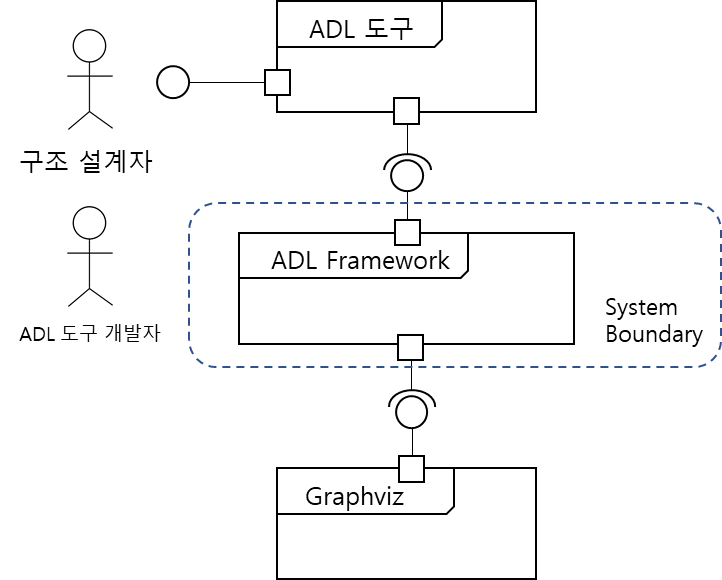 ADL 도구
구조 설계자
ADL Framework
ADL 도구 개발자
System
Boundary
Graphviz